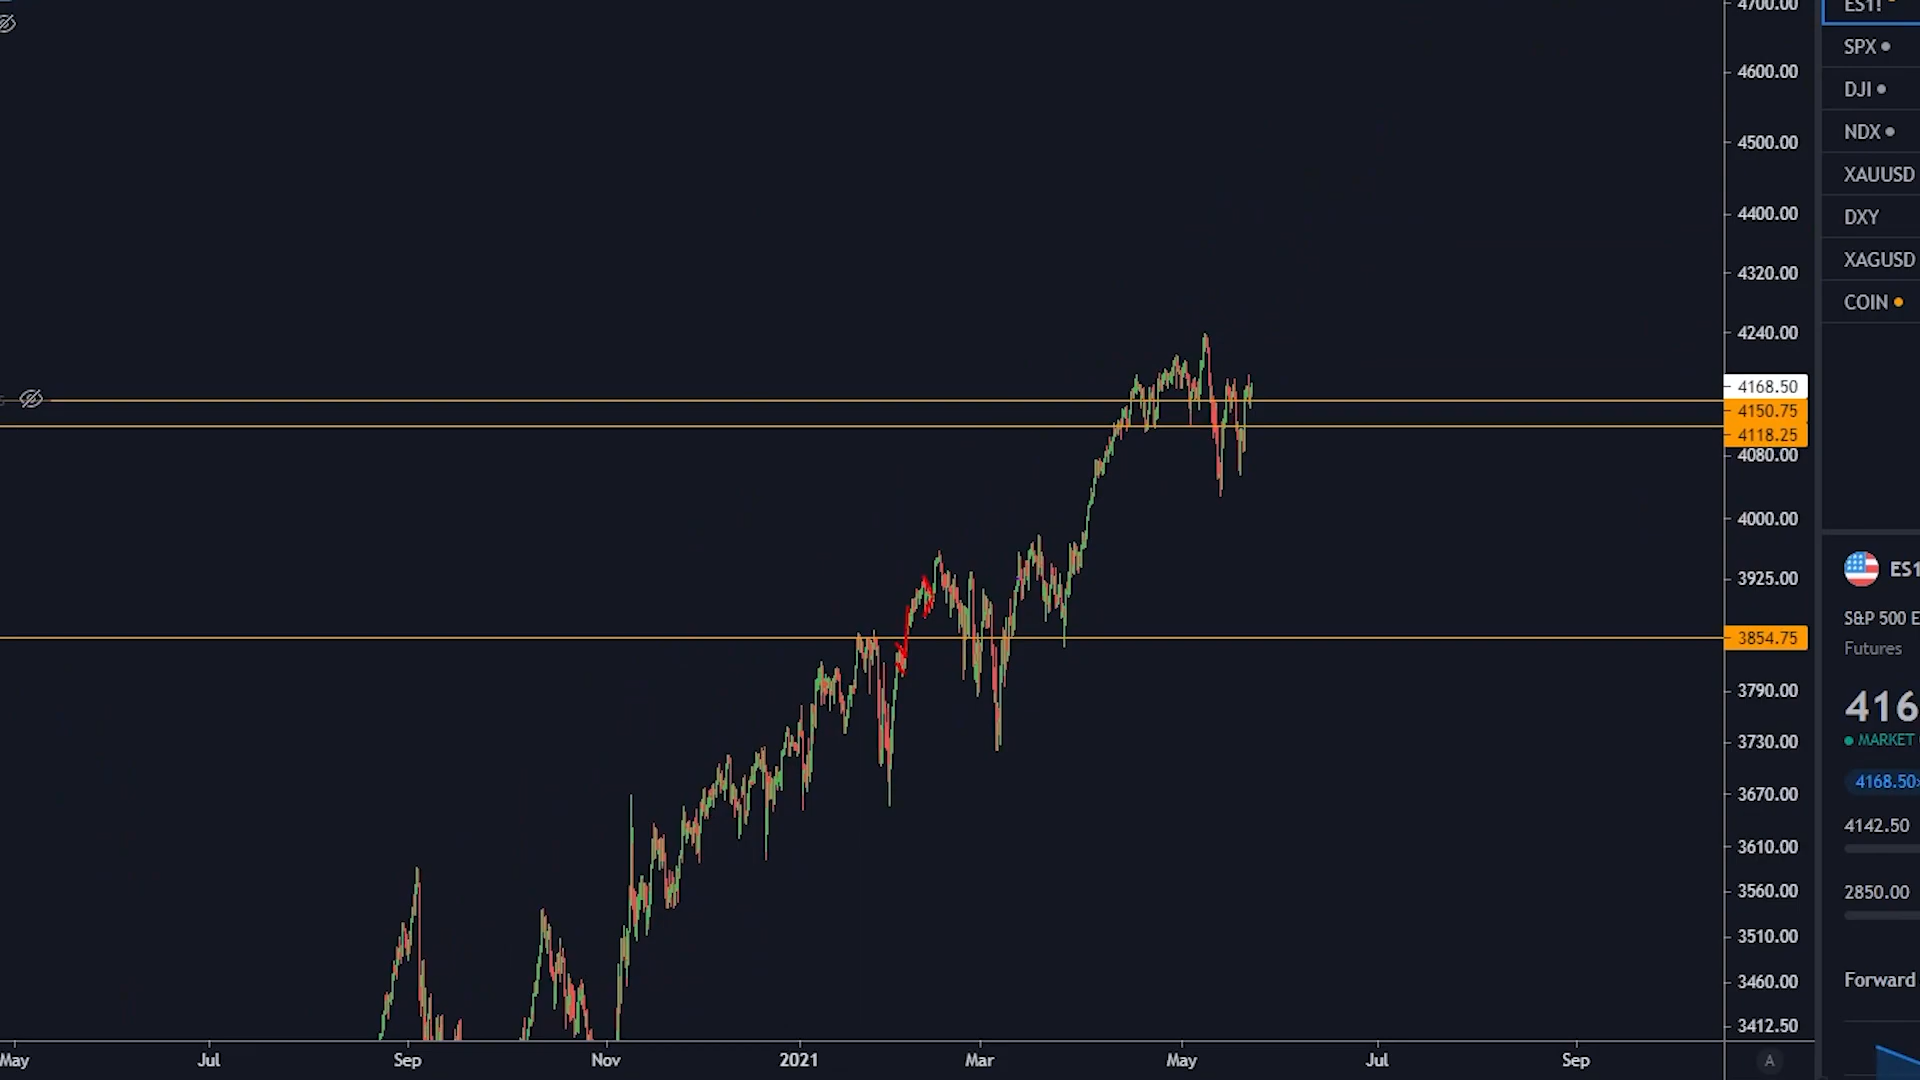 4700.00
4600.00
4500.00
4400.00
4320.00
4240.00
4168.50
4150.75
4118.25
4080.00
4000.00
3925.00
3854.75
3790.00
3730.00
3670.00
3610.00
3560.00
3510.00
3460.00
3412.50
May Jul Sep Nov 2021 Mar May Jul Sep A
ES1!
SPX
DJI
NDX
XAUUSD
DXY
XAGUSD
COIN
ES1
S&P 500 E
Futures
416
MARKET
4168.50
4142.50
2850.00
Forward